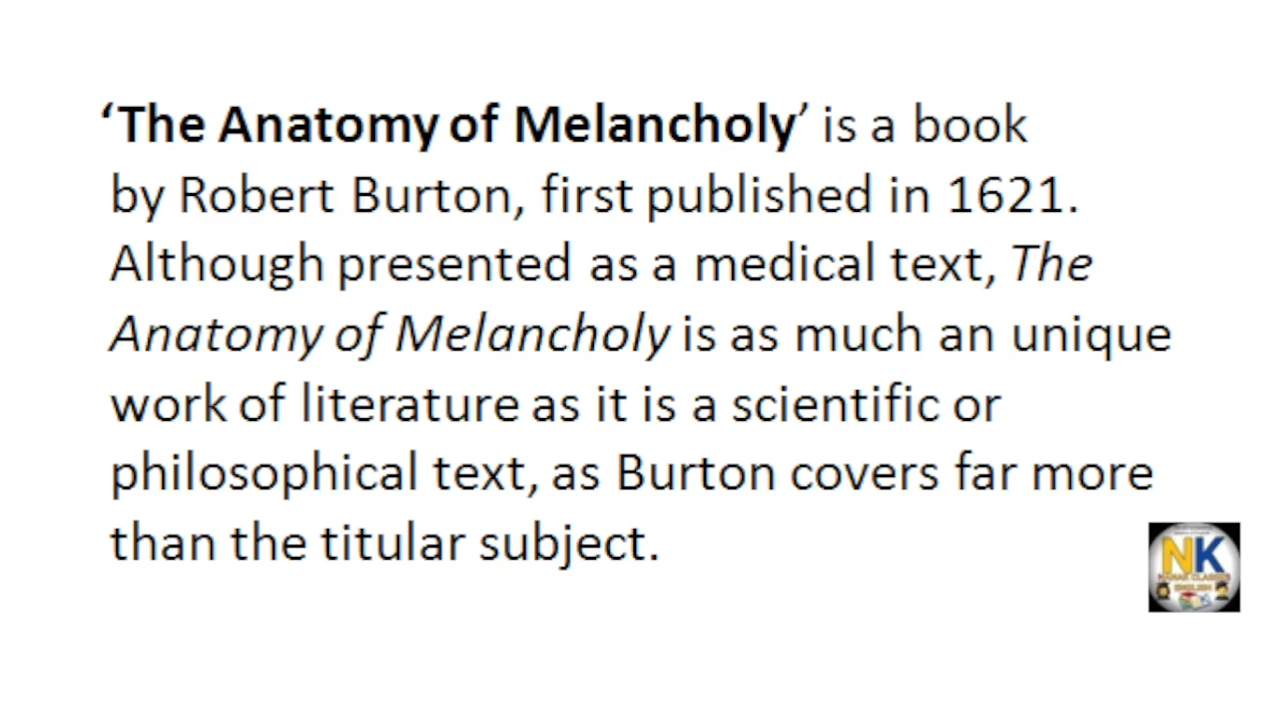 ‘The Anatomy of Melancholy’ is a book
by Robert Burton, first published in 1621.
Although presented as a medical text, The
Anatomy of Melancholy is as much an unique
work of literature as it is a scientific or
philosophical text, as Burton covers far more
than the titular subject.
NK
ENGLISH